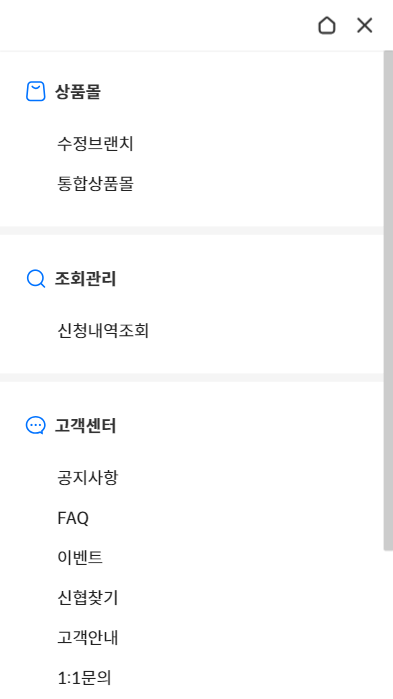 상품몰
수정브랜치
통합상품몰
조회관리
신청내역조회
고객센터
공지사항
FAQ
이벤트
신협찾기
고객안내
1:1문의